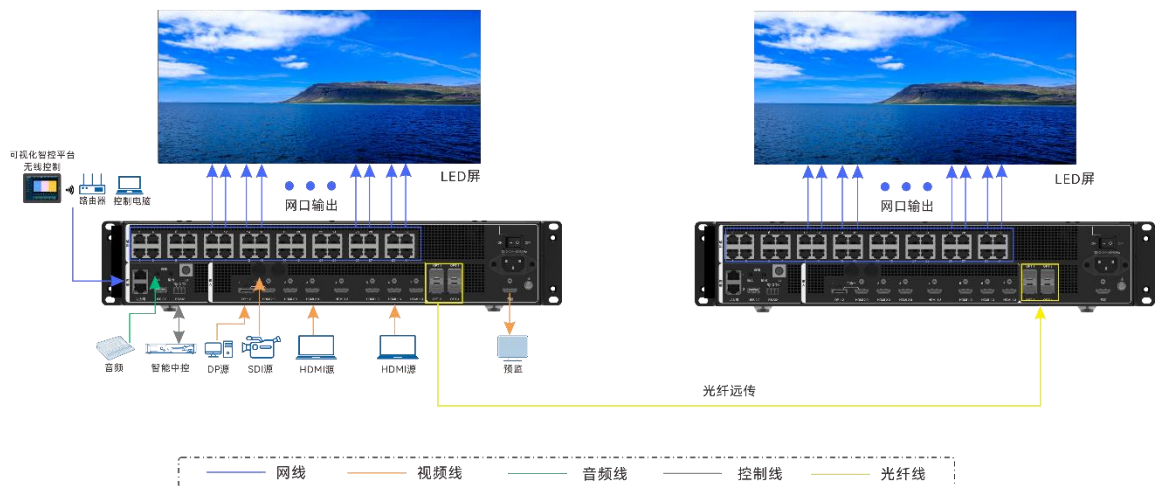 LED屏
LED屏
可视化智控平台
无线控制
路由器
控制电脑
网口输出
网口输出
音频
智能中控
DP源
SDI源
HDMI源
HDMI源
预监
光纤远传
网线
视频线
音频线
控制线
光纤线